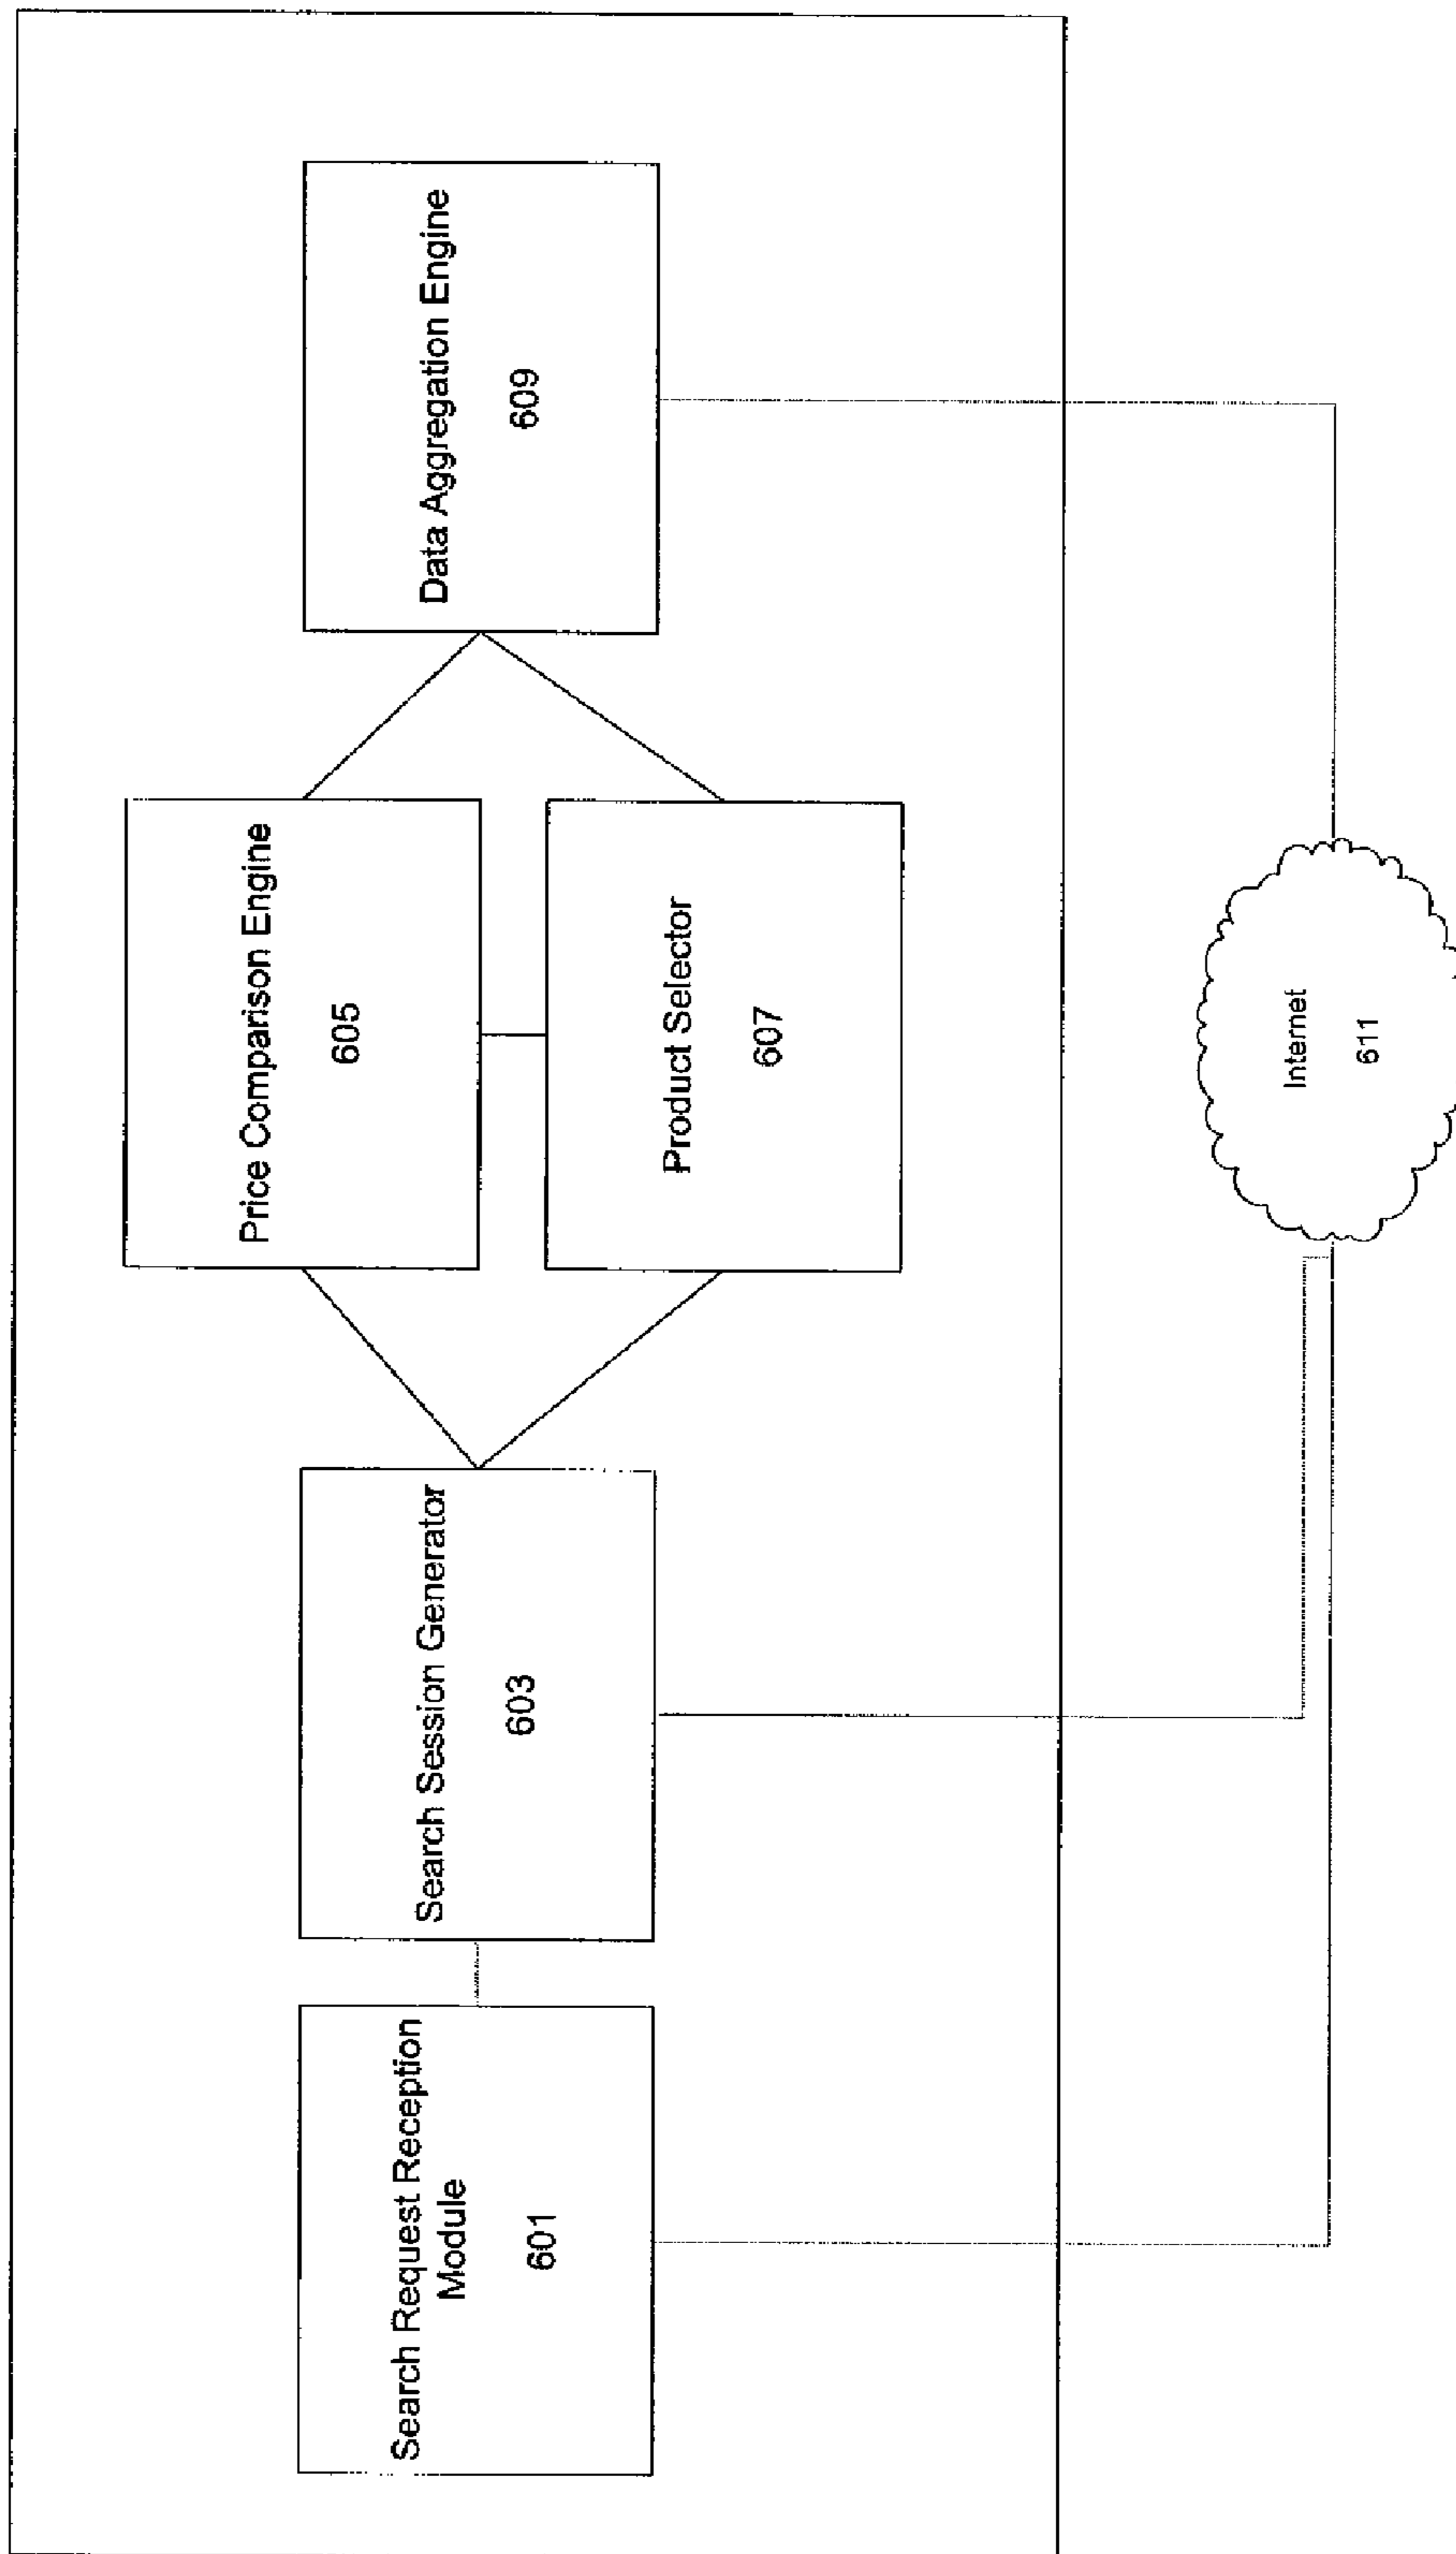 Search Request Reception
Module
601
Search Session Generator
603
Price Comparison Engine
605
Product Selector
607
Data Aggregation Engine
609
Internet
611